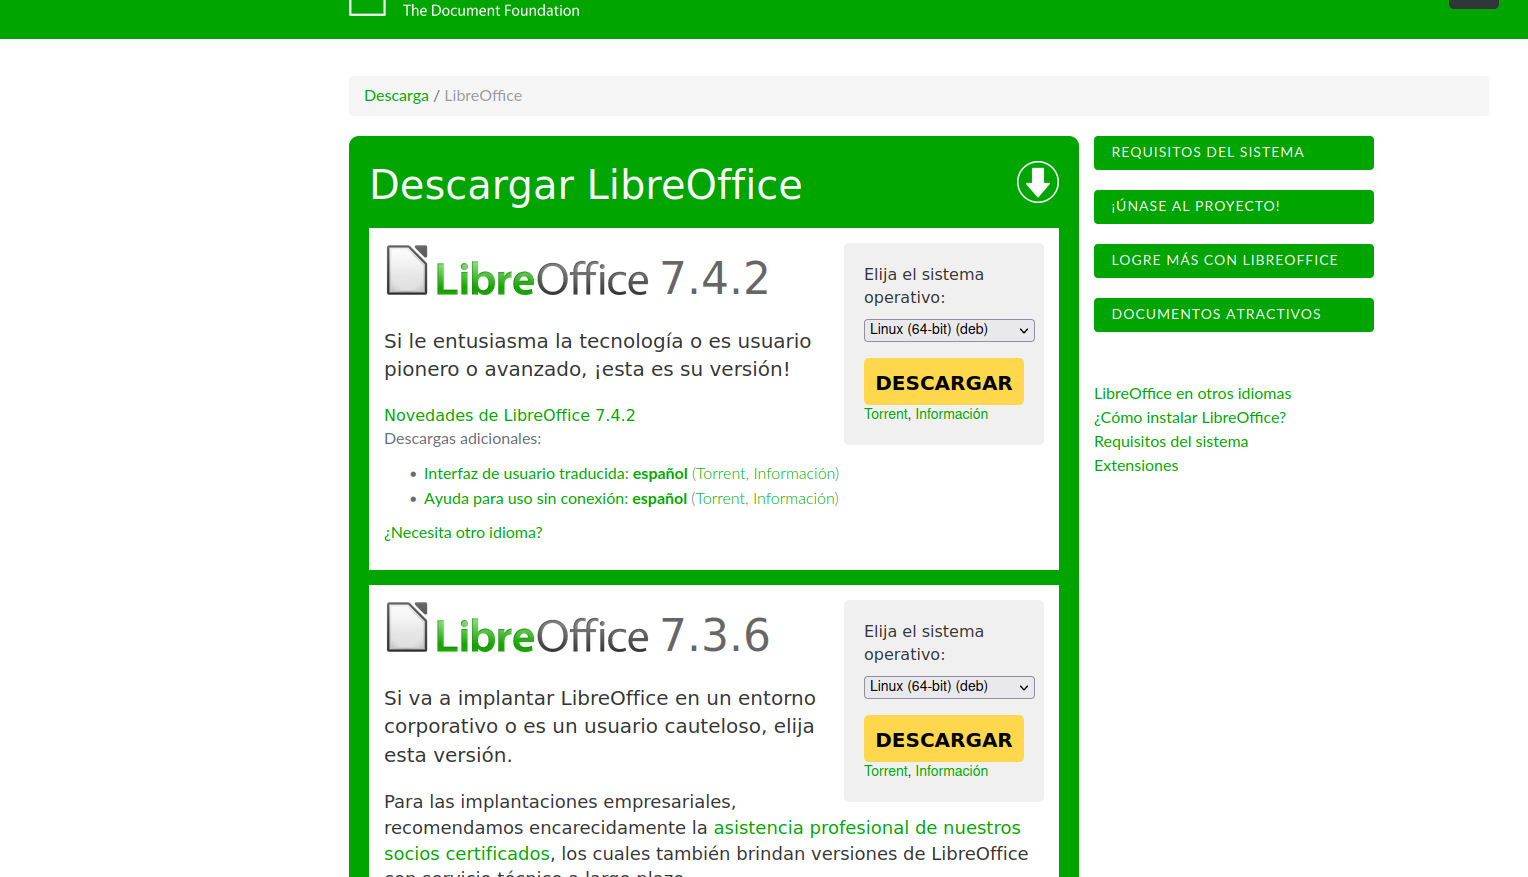 The Document Foundation
Descarga / LibreOffice
Descargar LibreOffice
LibreOffice 7.4.2
Si le entusiasma la tecnología o es usuario
pionero o avanzado, ¡esta es su versión!
Novedades de LibreOffice 7.4.2
Descargas adicionales:
• Interfaz de usuario traducida: español (Torrent, Información)
• Ayuda para uso sin conexión: español (Torrent, Información)
¿Necesita otro idioma?
Elija el sistema
operativo:
Linux (64-bit) (deb)
DESCARGAR
Torrent, Información
LibreOffice 7.3.6
Si va a implantar LibreOffice en un entorno
corporativo o es un usuario cauteloso, elija
esta versión.
Para las implantaciones empresariales,
recomendamos encarecidamente la asistencia profesional de nuestros
socios certificados, los cuales también brindan versiones de LibreOffice
con servicio técnico a largo plazo.
Elija el sistema
operativo:
Linux (64-bit) (deb)
DESCARGAR
Torrent, Información
REQUISITOS DEL SISTEMA
¡ÚNASE AL PROYECTO!
LOGRE MÁS CON LIBREOFFICE
DOCUMENTOS ATRACTIVOS
LibreOffice en otros idiomas
¿Cómo instalar LibreOffice?
Requisitos del sistema
Extensiones